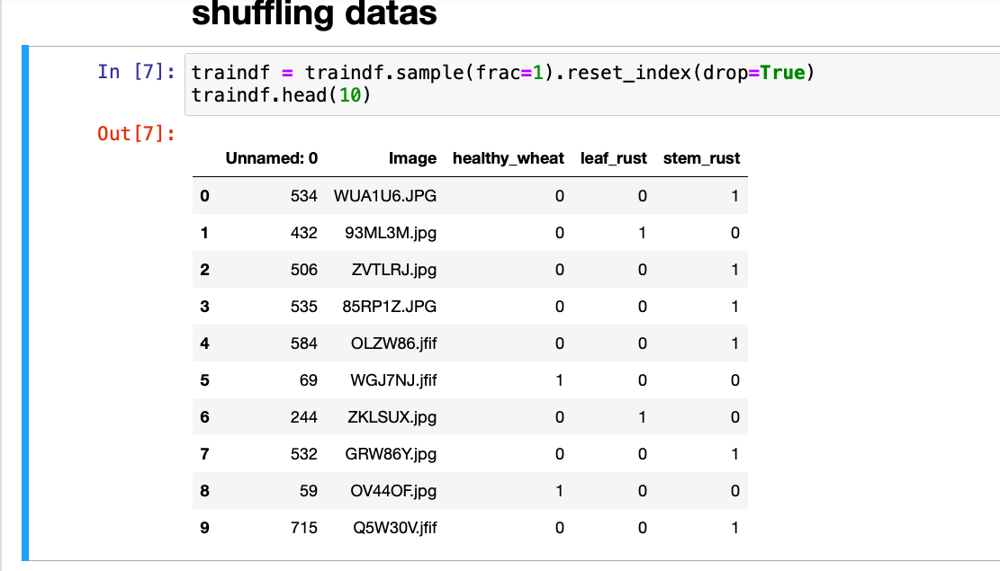 shuffling datas
In [7]: traindf = traindf.sample(frac=1).reset_index(drop=True)
traindf.head(10)
Out[7]:
Unnamed: 0 Image healthy_wheat leaf_rust stem_rust
0 534 WUA1U6.JPG 0 0 1
1 432 93ML3M.jpg 0 1 0
2 506 ZVTLRJ.jpg 0 0 1
3 535 85RP1Z.JPG 0 0 1
4 584 OLZW86.jfif 0 0 1
5 69 WGJ7NJ.jfif 1 0 0
6 244 ZKLSUX.jpg 0 1 0
7 532 GRW86Y.jpg 0 0 1
8 59 OV44OF.jpg 1 0 0
9 715 Q5W30V.jfif 0 0 1